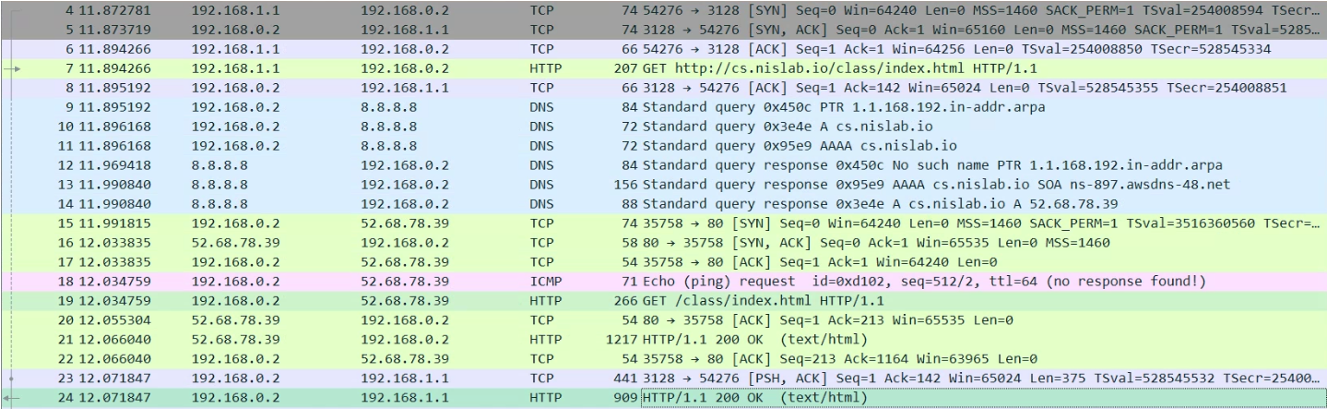 4 11.872781 192.168.1.1 192.168.0.2 TCP 74 54276 → 3128 [SYN] Seq=0 Win=64240 Len=0 MSS=1460 SACK_PERM=1 TSval=254008594 TSecr…
5 11.873719 192.168.0.2 192.168.1.1 TCP 74 3128 → 54276 [SYN, ACK] Seq=0 Ack=1 Win=65160 Len=0 MSS=1460 SACK_PERM=1 TSval=5285…
6 11.894266 192.168.1.1 192.168.0.2 TCP 66 54276 → 3128 [ACK] Seq=1 Ack=1 Win=64256 Len=0 TSval=254008850 TSecr=528545334
7 11.894266 192.168.1.1 192.168.0.2 HTTP 207 GET http://cs.nislab.io/class/index.html HTTP/1.1
8 11.895192 192.168.0.2 192.168.1.1 TCP 66 3128 → 54276 [ACK] Seq=1 Ack=142 Win=65024 Len=0 TSval=528545355 TSecr=254008851
9 11.895192 192.168.0.2 8.8.8.8 DNS 84 Standard query 0x450c PTR 1.1.168.192.in-addr.arpa
10 11.896168 192.168.0.2 8.8.8.8 DNS 72 Standard query 0x3e4e A cs.nislab.io
11 11.896168 192.168.0.2 8.8.8.8 DNS 72 Standard query 0x95e9 AAAA cs.nislab.io
12 11.969418 8.8.8.8 192.168.0.2 DNS 84 Standard query response 0x450c No such name PTR 1.1.168.192.in-addr.arpa
13 11.990840 8.8.8.8 192.168.0.2 DNS 156 Standard query response 0x95e9 AAAA cs.nislab.io SOA ns-897.awsdns-48.net
14 11.990840 8.8.8.8 192.168.0.2 DNS 88 Standard query response 0x3e4e A cs.nislab.io A 52.68.78.39
15 11.991815 192.168.0.2 52.68.78.39 TCP 74 35758 → 80 [SYN] Seq=0 Win=64240 Len=0 MSS=1460 SACK_PERM=1 TSval=3516360560 TSecr=…
16 12.033835 52.68.78.39 192.168.0.2 TCP 58 80 → 35758 [SYN, ACK] Seq=0 Ack=1 Win=65535 Len=0 MSS=1460
17 12.033835 192.168.0.2 52.68.78.39 TCP 54 35758 → 80 [ACK] Seq=1 Ack=1 Win=64240 Len=0
18 12.034759 192.168.0.2 52.68.78.39 ICMP 71 Echo (ping) request id=0xd102, seq=512/2, ttl=64 (no response found!)
19 12.034759 192.168.0.2 52.68.78.39 HTTP 266 GET /class/index.html HTTP/1.1
20 12.055304 52.68.78.39 192.168.0.2 TCP 54 80 → 35758 [ACK] Seq=1 Ack=213 Win=65535 Len=0
21 12.066040 52.68.78.39 192.168.0.2 HTTP 1217 HTTP/1.1 200 OK (text/html)
22 12.066040 192.168.0.2 52.68.78.39 TCP 54 35758 → 80 [ACK] Seq=213 Ack=1164 Win=63965 Len=0
23 12.071847 192.168.0.2 192.168.1.1 TCP 441 3128 → 54276 [PSH, ACK] Seq=1 Ack=142 Win=65024 Len=375 TSval=528545532 TSecr=25400…
24 12.071847 192.168.0.2 192.168.1.1 HTTP 909 HTTP/1.1 200 OK (text/html)